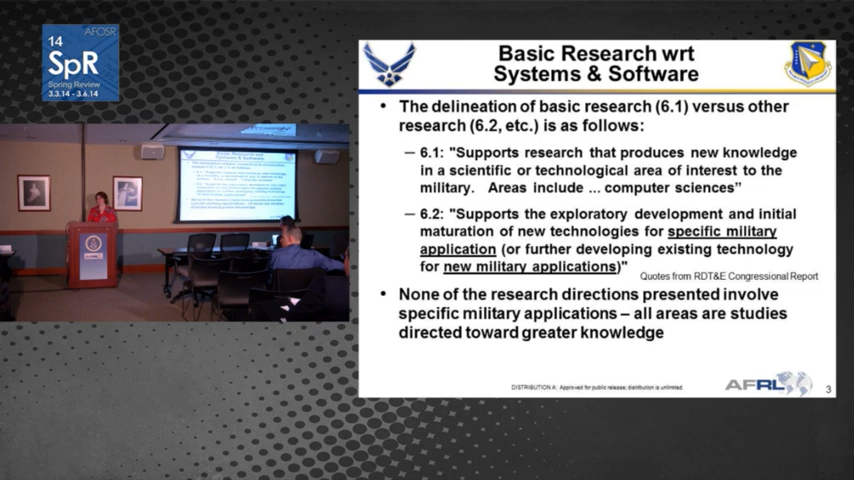 AFOSR
14
SpR
Spring Review
3.3.14 - 3.6.14
Basic Research wrt
Systems & Software
• The delineation of basic research (6.1) versus other
research (6.2, etc.) is as follows:
– 6.1: "Supports research that produces new knowledge
in a scientific or technological area of interest to the
military. Areas include ... computer sciences”
– 6.2: "Supports the exploratory development and initial
maturation of new technologies for specific military
application (or further developing existing technology
for new military applications)"
Quotes from RDT&E Congressional Report
• None of the research directions presented involve
specific military applications – all areas are studies
directed toward greater knowledge
DISTRIBUTION A: Approved for public release; distribution is unlimited.
AFRL
3
Basic Research wrt
Systems & Software